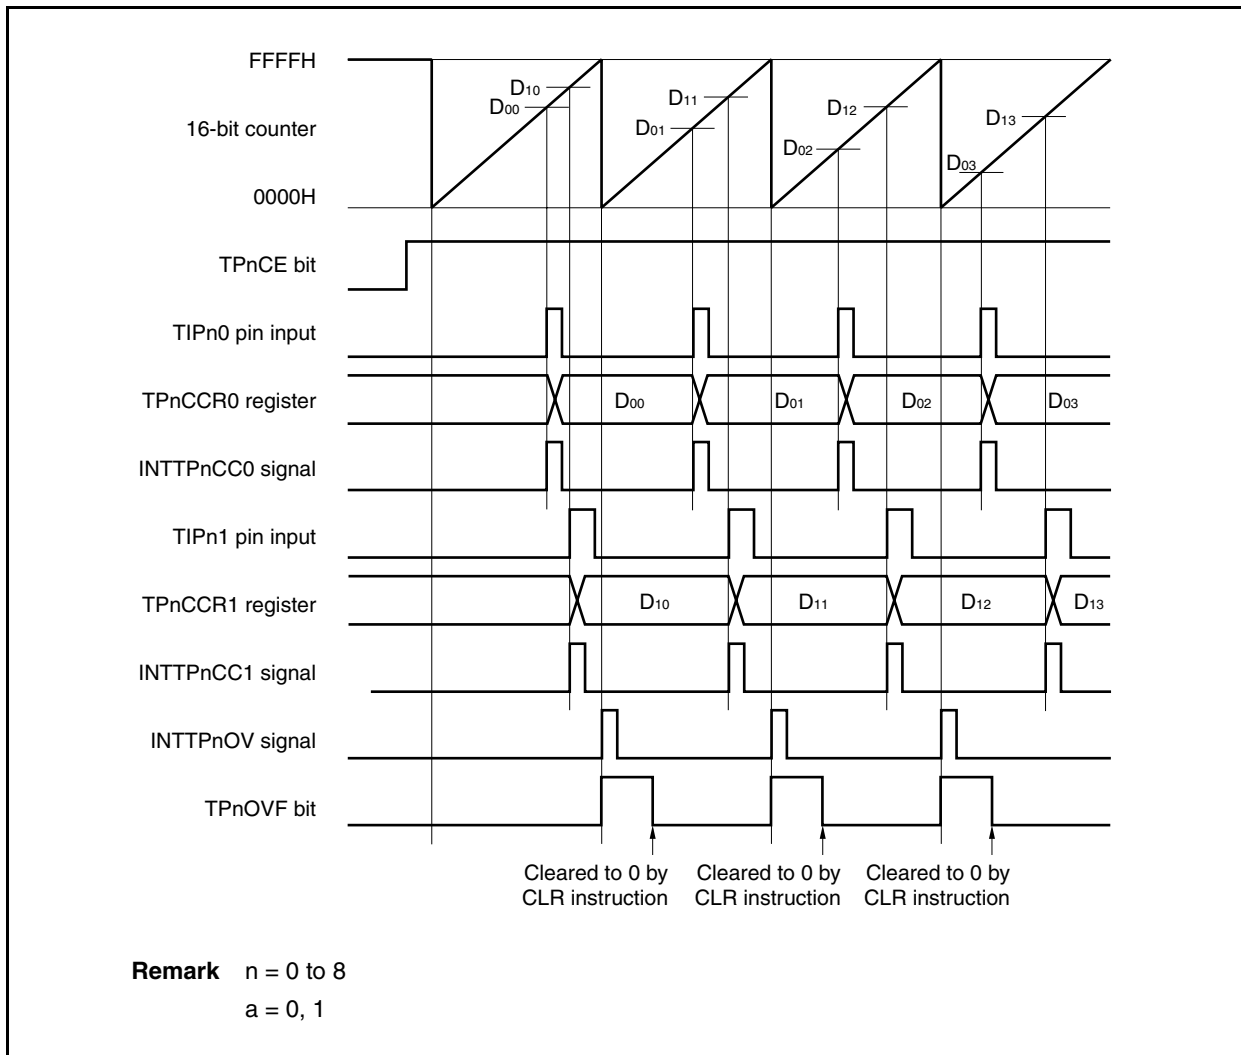 FFFFH
D10
D00
D11
D01
D12
D02
D13
D03
16-bit counter
0000H
TPnCE bit
TIPn0 pin input
TPnCCR0 register
D00
D01
D02
D03
INTTPnCC0 signal
TIPn1 pin input
TPnCCR1 register
D10
D11
D12
D13
INTTPnCC1 signal
INTTPnOV signal
TPnOVF bit
Cleared to 0 by
CLR instruction
Cleared to 0 by
CLR instruction
Cleared to 0 by
CLR instruction
Remark n = 0 to 8
a = 0, 1